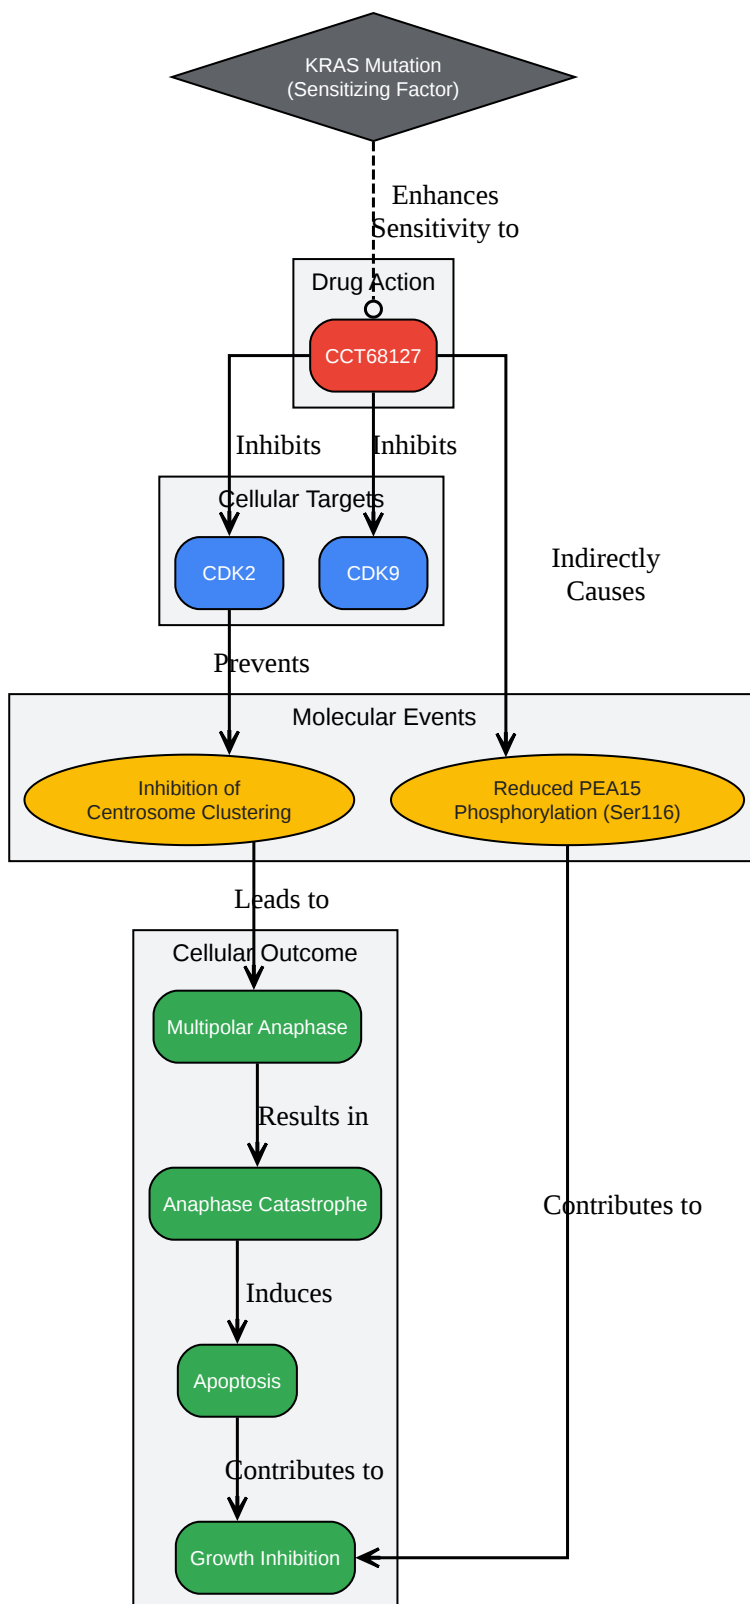 KRAS Mutation
(Sensitizing Factor)
Enhances
Sensitivity to
Drug Action
CCT68127
Inhibits
Inhibits
Cellular Targets
CDK2
CDK9
Indirectly
Causes
Prevents
Molecular Events
Inhibition of
Centrosome Clustering
Reduced PEA15
Phosphorylation (Ser116)
Leads to
Cellular Outcome
Multipolar Anaphase
Results in
Anaphase Catastrophe
Contributes to
Induces
Apoptosis
Contributes to
Growth Inhibition